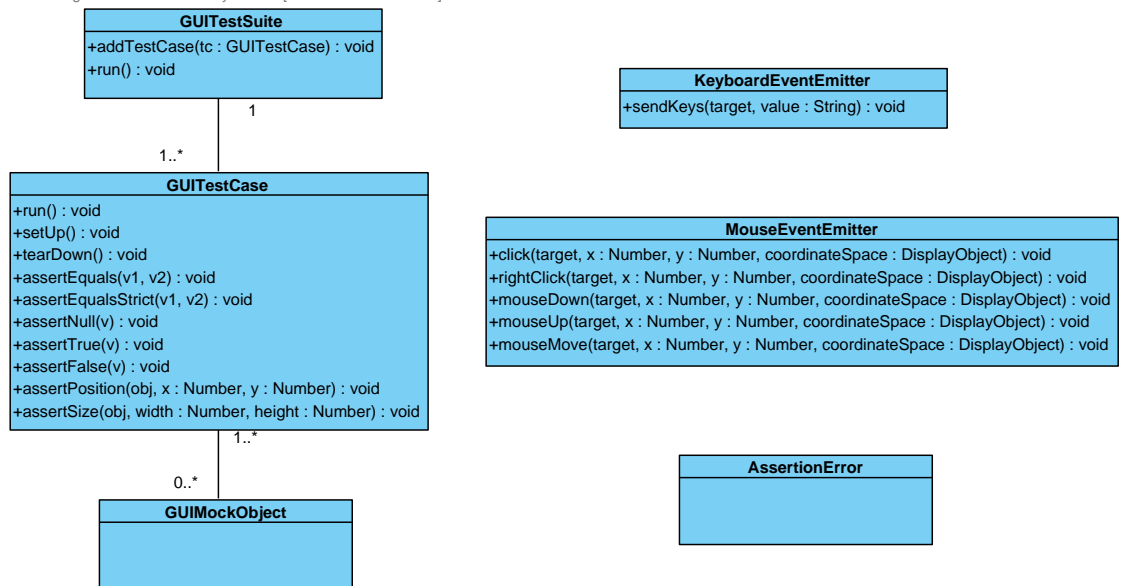 GUITestSuite
+addTestCase(tc : GUITestCase) : void
+run() : void
1
1..*
GUITestCase
+run() : void
+setUp() : void
+tearDown() : void
+assertEquals(v1, v2) : void
+assertEqualsStrict(v1, v2) : void
+assertNull(v) : void
+assertTrue(v) : void
+assertFalse(v) : void
+assertPosition(obj, x : Number, y : Number) : void
+assertSize(obj, width : Number, height : Number) : void
1..*
0..*
GUIMockObject
KeyboardEventEmitter
+sendKeys(target, value : String) : void
MouseEventEmitter
+click(target, x : Number, y : Number, coordinateSpace : DisplayObject) : void
+rightClick(target, x : Number, y : Number, coordinateSpace : DisplayObject) : void
+mouseDown(target, x : Number, y : Number, coordinateSpace : DisplayObject) : void
+mouseUp(target, x : Number, y : Number, coordinateSpace : DisplayObject) : void
+mouseMove(target, x : Number, y : Number, coordinateSpace : DisplayObject) : void
AssertionError